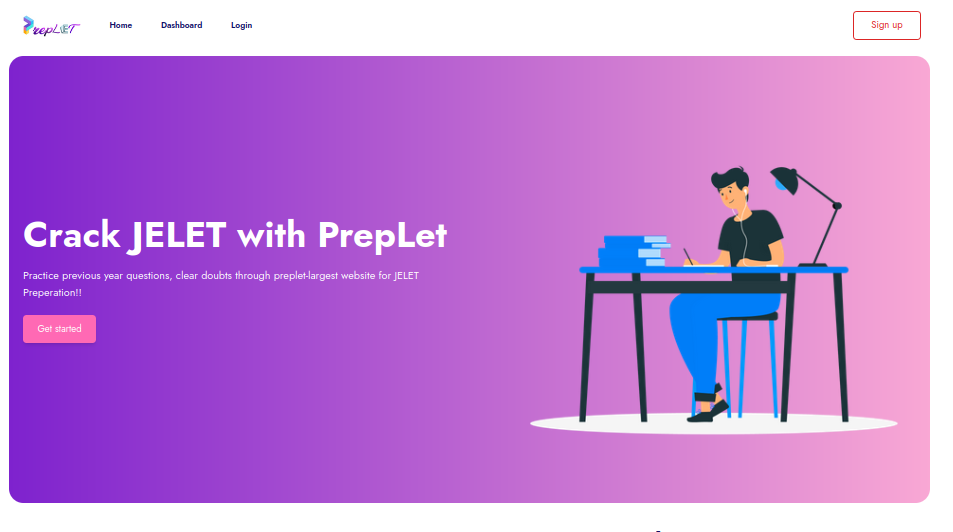 PrepLET
Home
Dashboard
Login
Sign up
Crack JELET with PrepLet
Practice previous year questions, clear doubts through preplet-largest website for JELET
Preperation!!
Get started